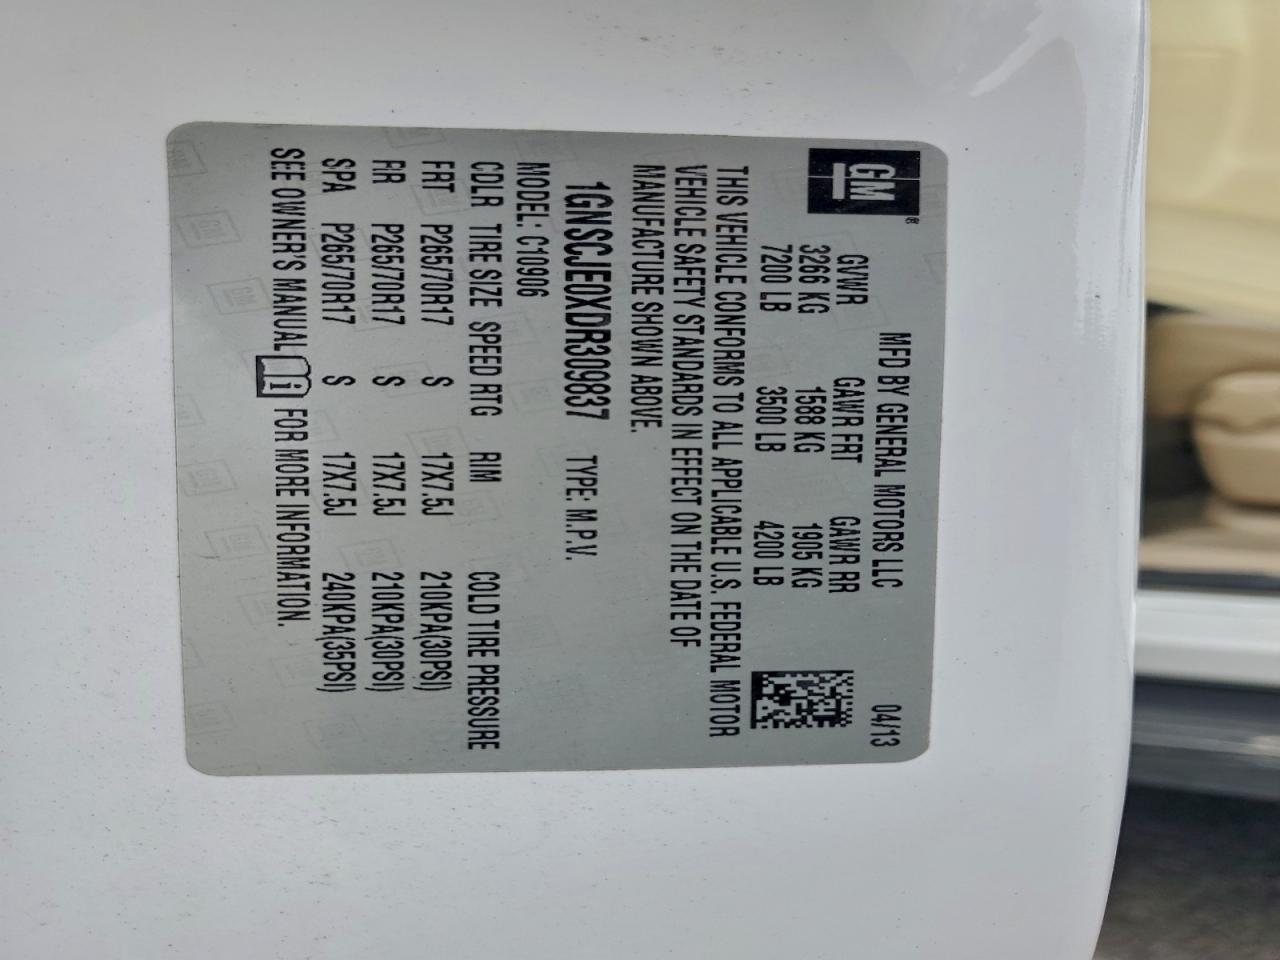 GM®
MFD BY GENERAL MOTORS LLC 04/13
GVWR GAWR FRT GAWR RR
3266 KG 1588 KG 1905 KG
7200 LB 3500 LB 4200 LB
THIS VEHICLE CONFORMS TO ALL APPLICABLE U.S. FEDERAL MOTOR
VEHICLE SAFETY STANDARDS IN EFFECT ON THE DATE OF
MANUFACTURE SHOWN ABOVE.
1GNSCJE0XDR309837 TYPE: M.P.V.
MODEL: C10906
COLR TIRE SIZE SPEED RTG RIM COLD TIRE PRESSURE
FRT P265/70R17 S 17X7.5J 210KPA(30PSI)
RR P265/70R17 S 17X7.5J 210KPA(30PSI)
SPA P265/70R17 S 17X7.5J 240KPA(35PSI)
SEE OWNER'S MANUAL FOR MORE INFORMATION.